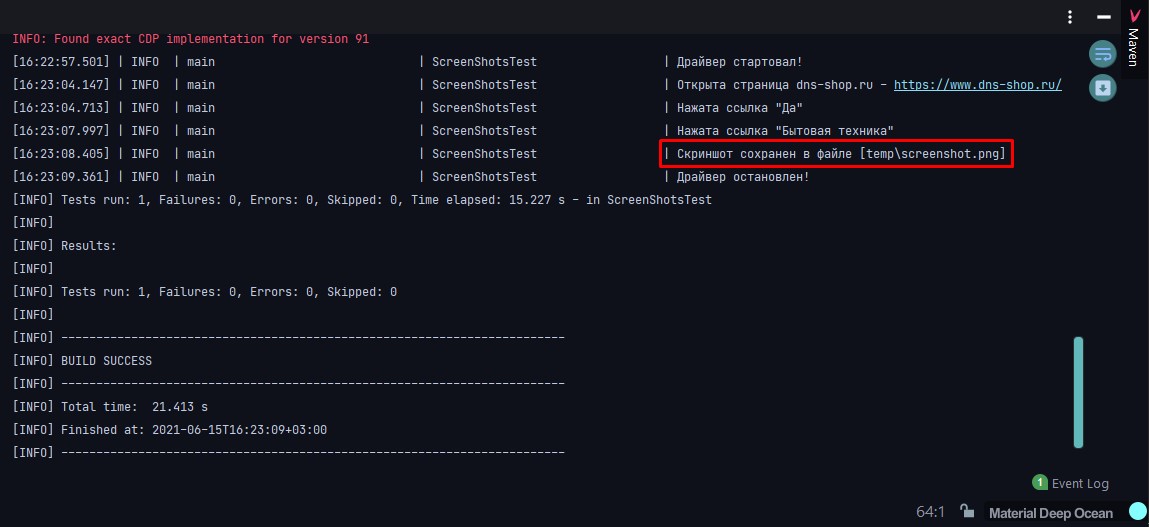 Maven
INFO: Found exact CDP implementation for version 91
[16:22:57.501] | INFO  | main                             | ScreenShotsTest                  | Драйвер стартовал!
[16:23:04.147] | INFO  | main                             | ScreenShotsTest                  | Открыта страница dns-shop.ru - https://www.dns-shop.ru/
[16:23:04.713] | INFO  | main                             | ScreenShotsTest                  | Нажата ссылка "Да"
[16:23:07.997] | INFO  | main                             | ScreenShotsTest                  | Нажата ссылка "Бытовая техника"
[16:23:08.405] | INFO  | main                             | ScreenShotsTest                  | Скриншот сохранен в файле [temp\screenshot.png]
[16:23:09.361] | INFO  | main                             | ScreenShotsTest                  | Драйвер остановлен!
[INFO] Tests run: 1, Failures: 0, Errors: 0, Skipped: 0, Time elapsed: 15.227 s - in ScreenShotsTest
[INFO]
[INFO] Results:
[INFO]
[INFO] Tests run: 1, Failures: 0, Errors: 0, Skipped: 0
[INFO]
[INFO] ------------------------------------------------------------------------
[INFO] BUILD SUCCESS
[INFO] ------------------------------------------------------------------------
[INFO] Total time:  21.413 s
[INFO] Finished at: 2021-06-15T16:23:09+03:00
[INFO] ------------------------------------------------------------------------
1 Event Log
64:1 Material Deep Ocean